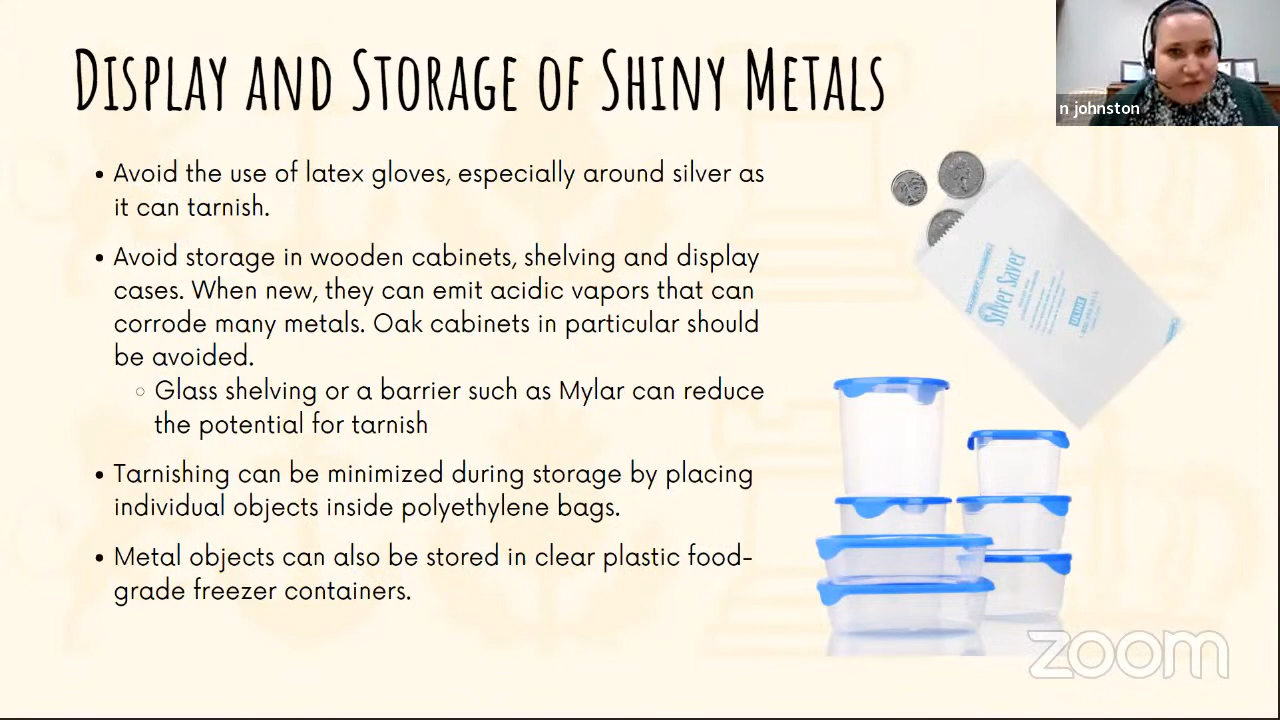 Display and Storage of Shiny Metals
n johnston
• Avoid the use of latex gloves, especially around silver as
it can tarnish.
• Avoid storage in wooden cabinets, shelving and display
cases. When new, they can emit acidic vapors that can
corrode many metals. Oak cabinets in particular should
be avoided.
○ Glass shelving or a barrier such as Mylar can reduce
the potential for tarnish
• Tarnishing can be minimized during storage by placing
individual objects inside polyethylene bags.
• Metal objects can also be stored in clear plastic food-
grade freezer containers.
Silver Saver
ULINE
zoom